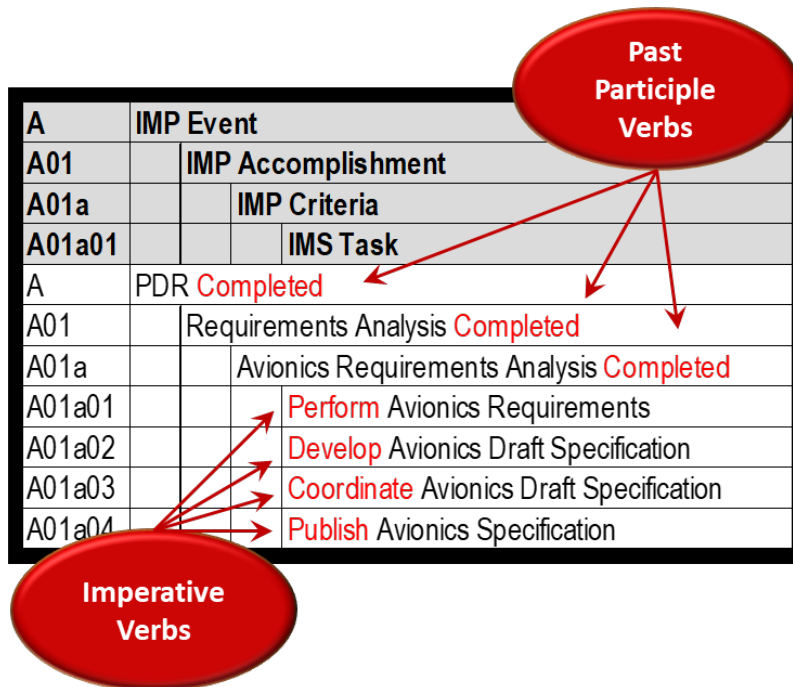 Past
Participle
Verbs
A IMP Event
A01 IMP Accomplishment
A01a IMP Criteria
A01a01 IMS Task
A PDR Completed
A01 Requirements Analysis Completed
A01a Avionics Requirements Analysis Completed
A01a01 Perform Avionics Requirements
A01a02 Develop Avionics Draft Specification
A01a03 Coordinate Avionics Draft Specification
A01a04 Publish Avionics Specification
Imperative
Verbs